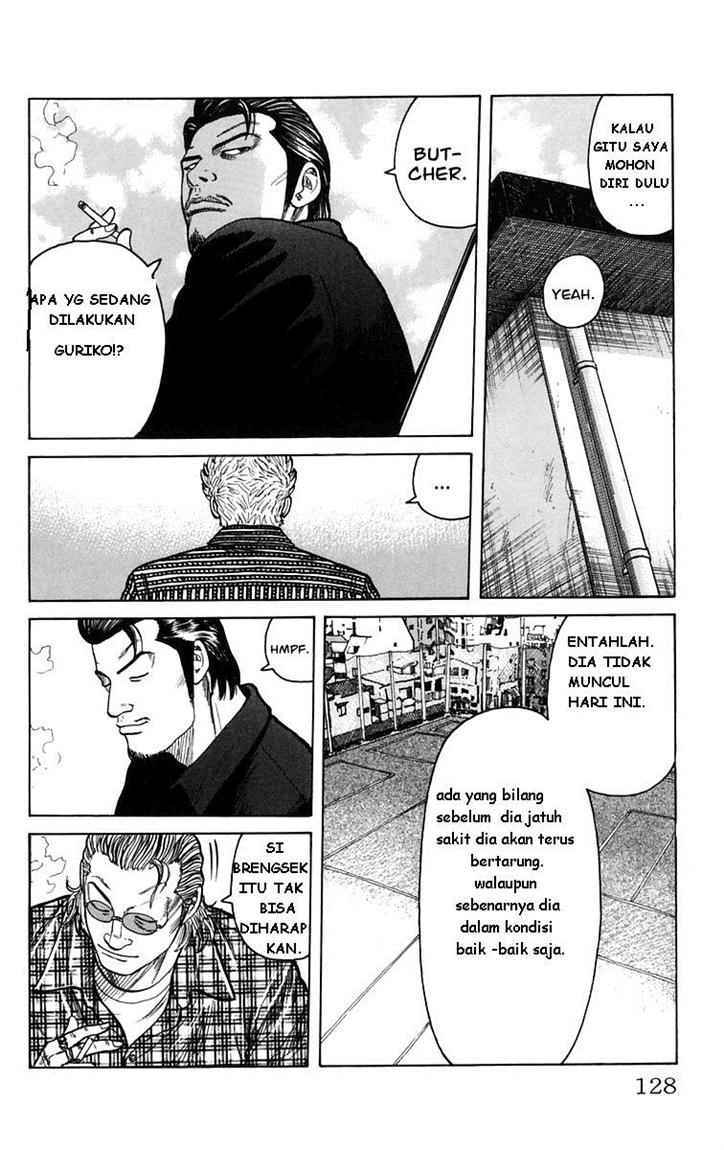 KALAU
GITU SAYA
MOHON
DIRI DULU
...
YEAH.
BUT-
CHER.
APA YG SEDANG
DILAKUKAN
GURIKO!?
...
ENTAHLAH.
DIA TIDAK
MUNCUL
HARI INI.
ada yang bilang
sebelum dia jatuh
sakit dia akan terus
bertarung.
walaupun
sebenarnya dia
dalam kondisi
baik -baik saja.
HMPF.
SI
BRENGSEK
ITU TAK
BISA
DIHARAP
KAN.
128